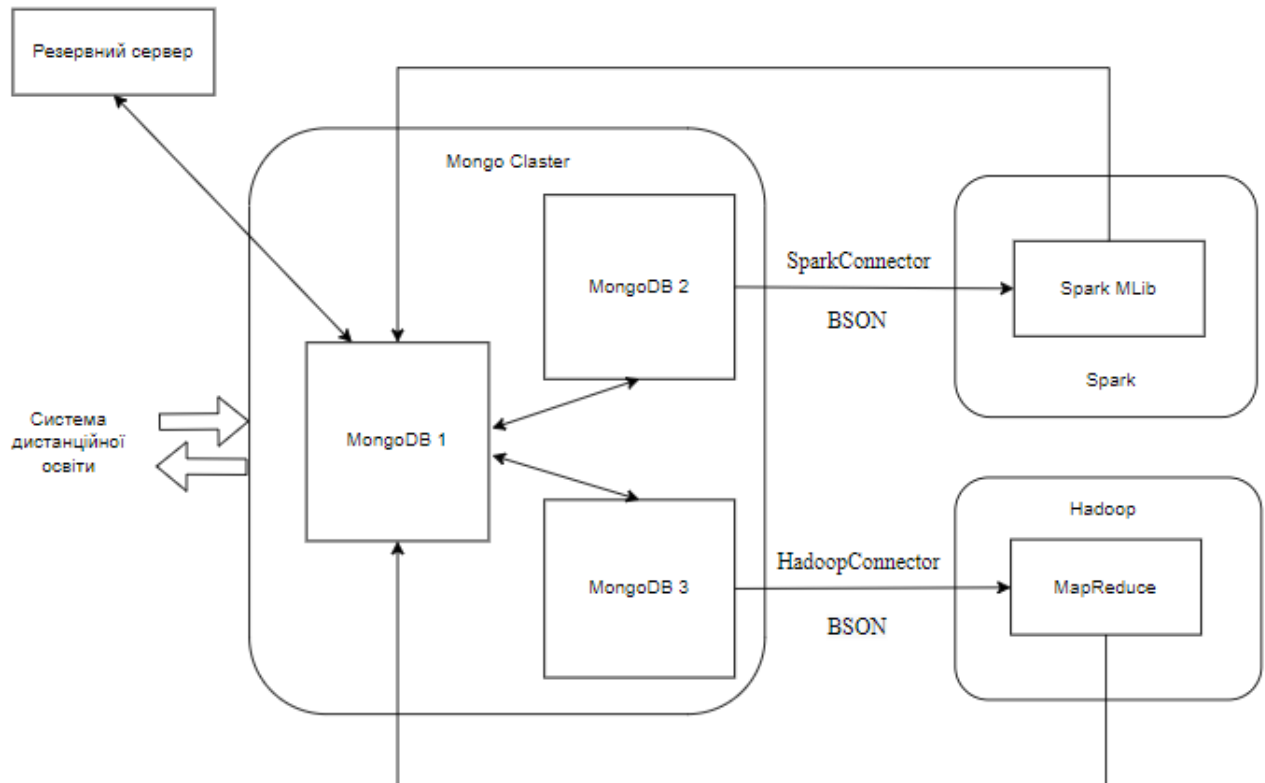 Резервний сервер
Mongo Claster
MongoDB 2
SparkConnector
BSON
Spark MLib
Spark
MongoDB 1
Система
дистанційної
освіти
MongoDB 3
HadoopConnector
BSON
Hadoop
MapReduce